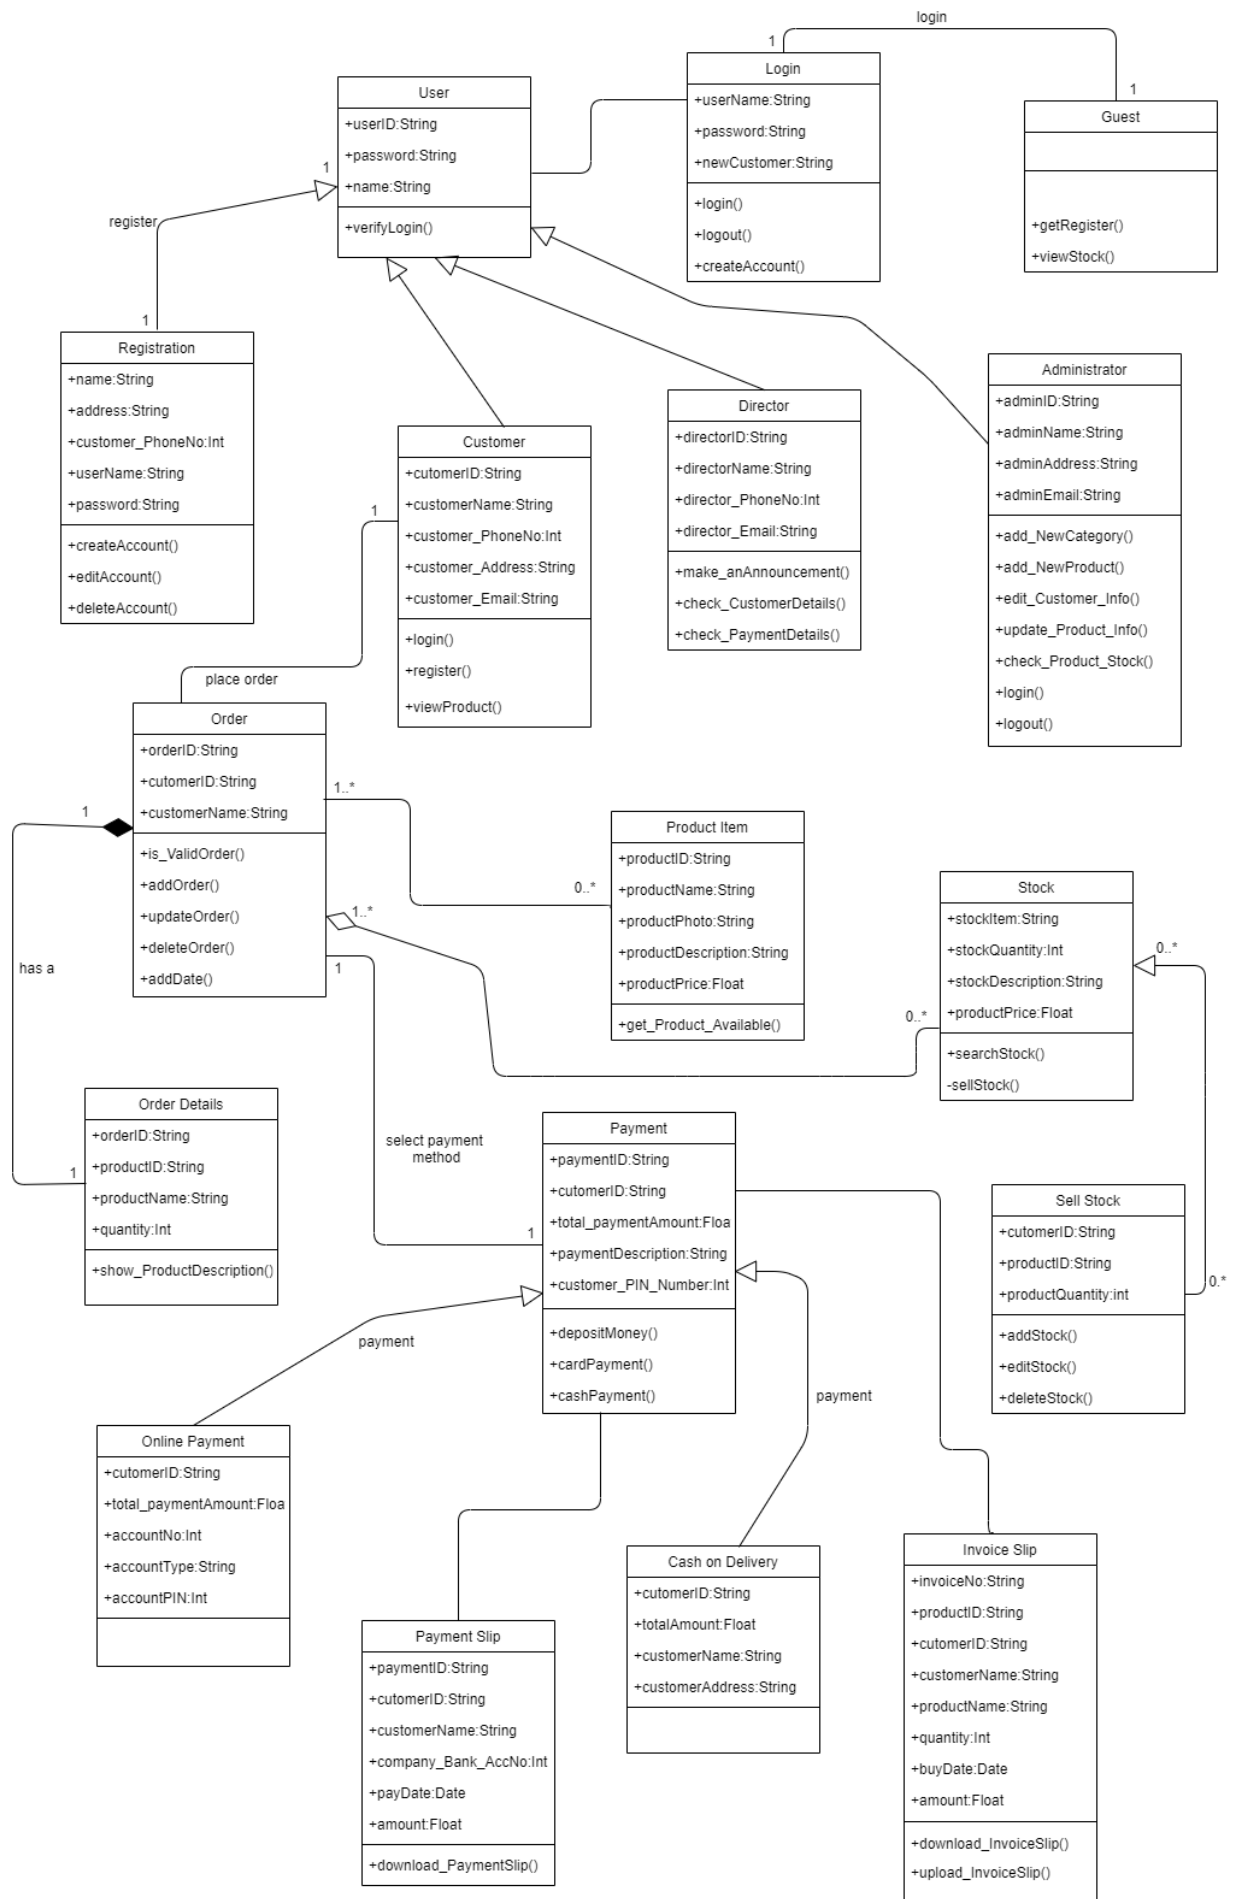 login
1
1
Login
+userName:String
+password:String
+newCustomer:String
+login()
+logout()
+createAccount()
Guest
+getRegister()
+viewStock()
User
+userID:String
+password:String
+name:String
+verifyLogin()
1
register
1
Registration
+name:String
+address:String
+customer_PhoneNo:Int
+userName:String
+password:String
+createAccount()
+editAccount()
+deleteAccount()
Customer
+cutomerID:String
+customerName:String
+customer_PhoneNo:Int
+customer_Address:String
+customer_Email:String
+login()
+register()
+viewProduct()
1
place order
Director
+directorID:String
+directorName:String
+director_PhoneNo:Int
+director_Email:String
+make_anAnnouncement()
+check_CustomerDetails()
+check_PaymentDetails()
Administrator
+adminID:String
+adminName:String
+adminAddress:String
+adminEmail:String
+add_NewCategory()
+add_NewProduct()
+edit_Customer_Info()
+update_Product_Info()
+check_Product_Stock()
+login()
+logout()
Order
+orderID:String
+cutomerID:String
+customerName:String
+is_ValidOrder()
+addOrder()
+updateOrder()
+deleteOrder()
+addDate()
1
1..*
0..*
1..*
1
has a
Product Item
+productID:String
+productName:String
+productPhoto:String
+productDescription:String
+productPrice:Float
+get_Product_Available()
Stock
+stockItem:String
+stockQuantity:Int
+stockDescription:String
+productPrice:Float
+searchStock()
-sellStock()
0..*
0..*
Order Details
+orderID:String
+productID:String
+productName:String
+quantity:Int
+show_ProductDescription()
1
select payment
method
1
Payment
+paymentID:String
+cutomerID:String
+total_paymentAmount:Floa
+paymentDescription:String
+customer_PIN_Number:Int
+depositMoney()
+cardPayment()
+cashPayment()
Sell Stock
+cutomerID:String
+productID:String
+productQuantity:int
+addStock()
+editStock()
+deleteStock()
0.*
payment
payment
Online Payment
+cutomerID:String
+total_paymentAmount:Floa
+accountNo:Int
+accountType:String
+accountPIN:Int
Payment Slip
+paymentID:String
+cutomerID:String
+customerName:String
+company_Bank_AccNo:Int
+payDate:Date
+amount:Float
+download_PaymentSlip()
Cash on Delivery
+cutomerID:String
+totalAmount:Float
+customerName:String
+customerAddress:String
Invoice Slip
+invoiceNo:String
+productID:String
+cutomerID:String
+customerName:String
+productName:String
+quantity:Int
+buyDate:Date
+amount:Float
+download_InvoiceSlip()
+upload_InvoiceSlip()